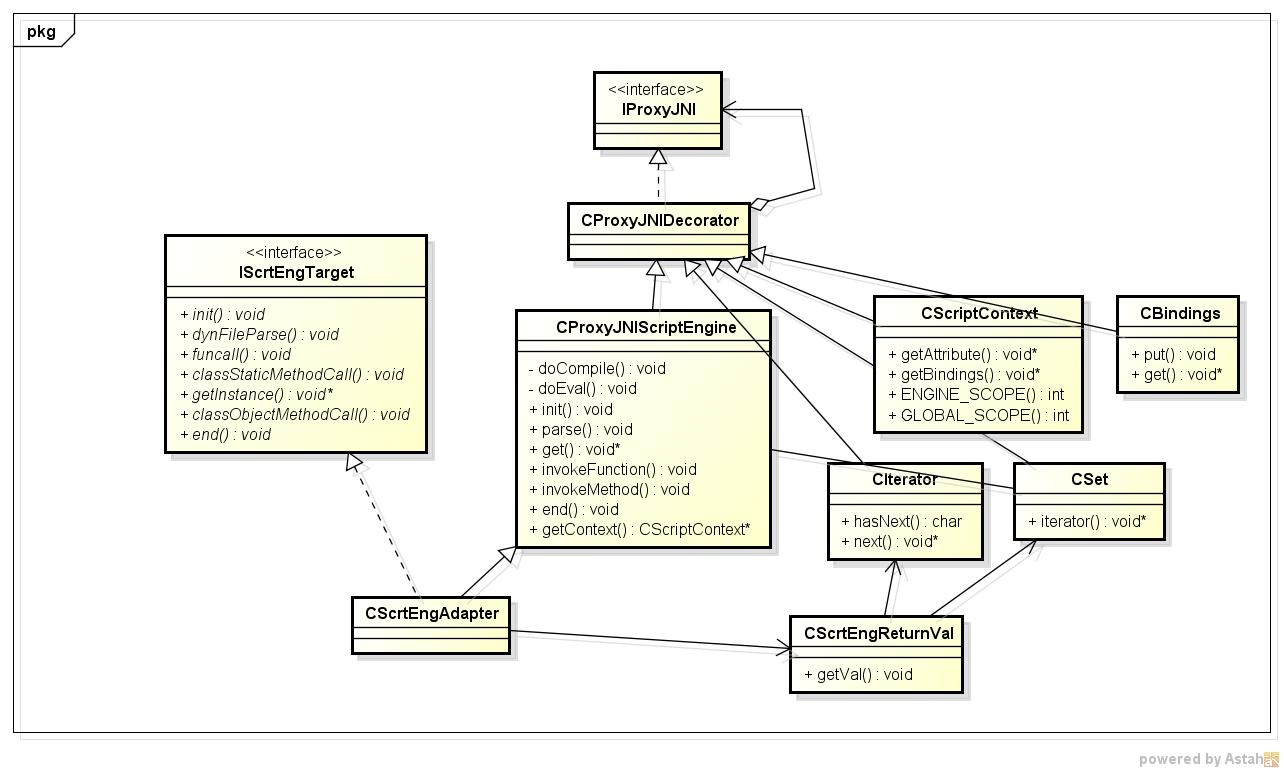 pkg
<<interface>>
IProxyJNI
CProxyJNIDecorator
<<interface>>
IScrtEngTarget
+ init() : void
+ dynFileParse() : void
+ funcall() : void
+ classStaticMethodCall() : void
+ getInstance() : void*
+ classObjectMethodCall() : void
+ end() : void
CProxyJNIScriptEngine
- doCompile() : void
- doEval() : void
+ init() : void
+ parse() : void
+ get() : void*
+ invokeFunction() : void
+ invokeMethod() : void
+ end() : void
+ getContext() : CScriptContext*
CScriptContext
+ getAttribute() : void*
+ getBindings() : void*
+ ENGINE_SCOPE() : int
+ GLOBAL_SCOPE() : int
CBindings
+ put() : void
+ get() : void*
CIterator
+ hasNext() : char
+ next() : void*
CSet
+ iterator() : void*
CScrtEngAdapter
CScrtEngReturnVal
+ getVal() : void
powered by Astah